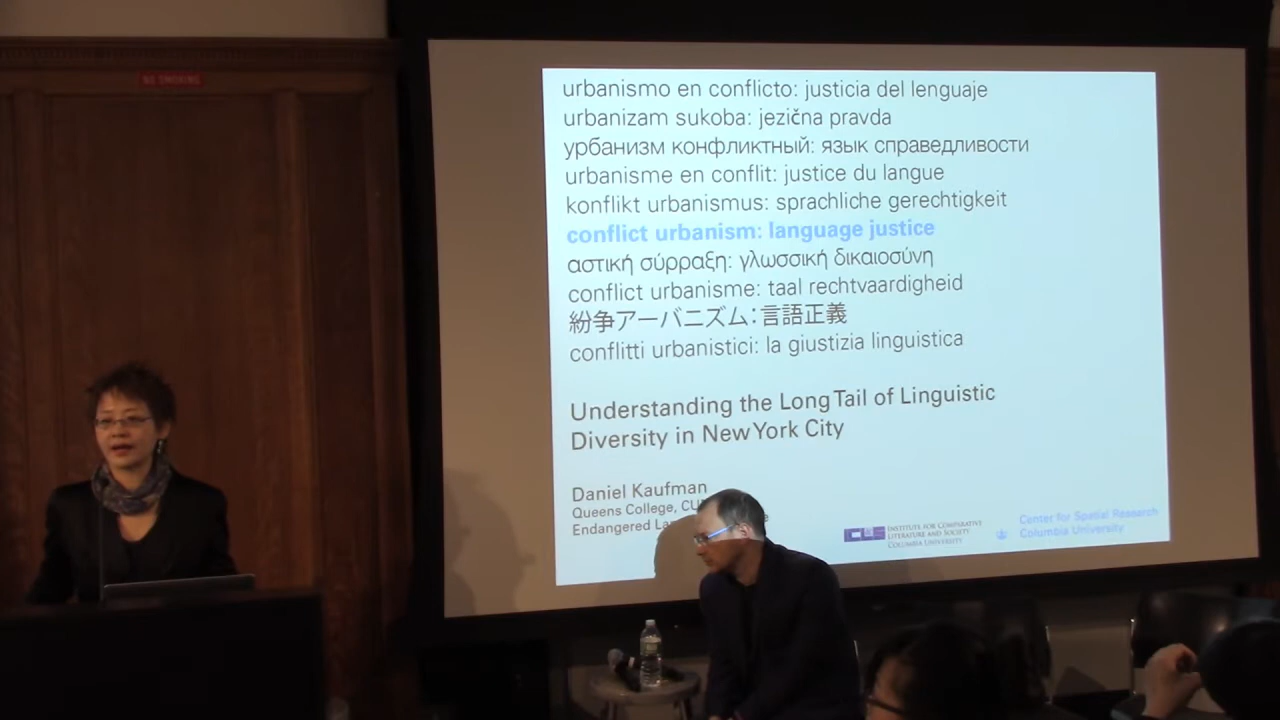 NO SMOKING
urbanismo en conflicto: justicia del lenguaje
urbanizam sukoba: jezična pravda
урбанизм конфликтный: язык справедливости
urbanisme en conflit: justice du langue
konflikt urbanismus: sprachliche gerechtigkeit
conflict urbanism: language justice
αστική σύρραξη: γλωσσική δικαιοσύνη
conflict urbanisme: taal rechtvaardigheid
紛争アーバニズム：言語正義
conflitti urbanistici: la giustizia linguistica
Understanding the Long Tail of Linguistic
Diversity in New York City
Daniel Kaufman
Queens College,
Endangered
INSTITUTE FOR COMPARATIVE
LITERATURE AND SOCIETY
COLUMBIA UNIVERSITY
Center for Spatial Research
Columbia University